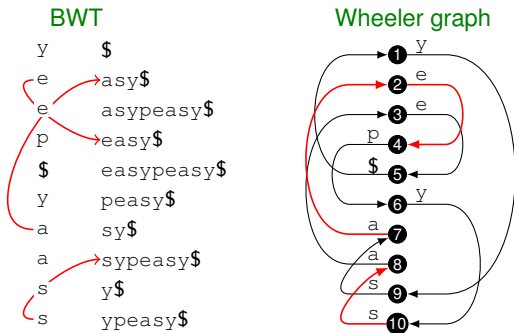 BWT Wheeler graph
y $ 1 y
e asy$ 2 e
e asypeasy$ 3 e
p easy$ p 4
$ easypeasy$ $ 5
y peasy$ 6 y
a sy$ a 7
a sypeasy$ a 8
s y$ s 9
s ypeasy$ s 10